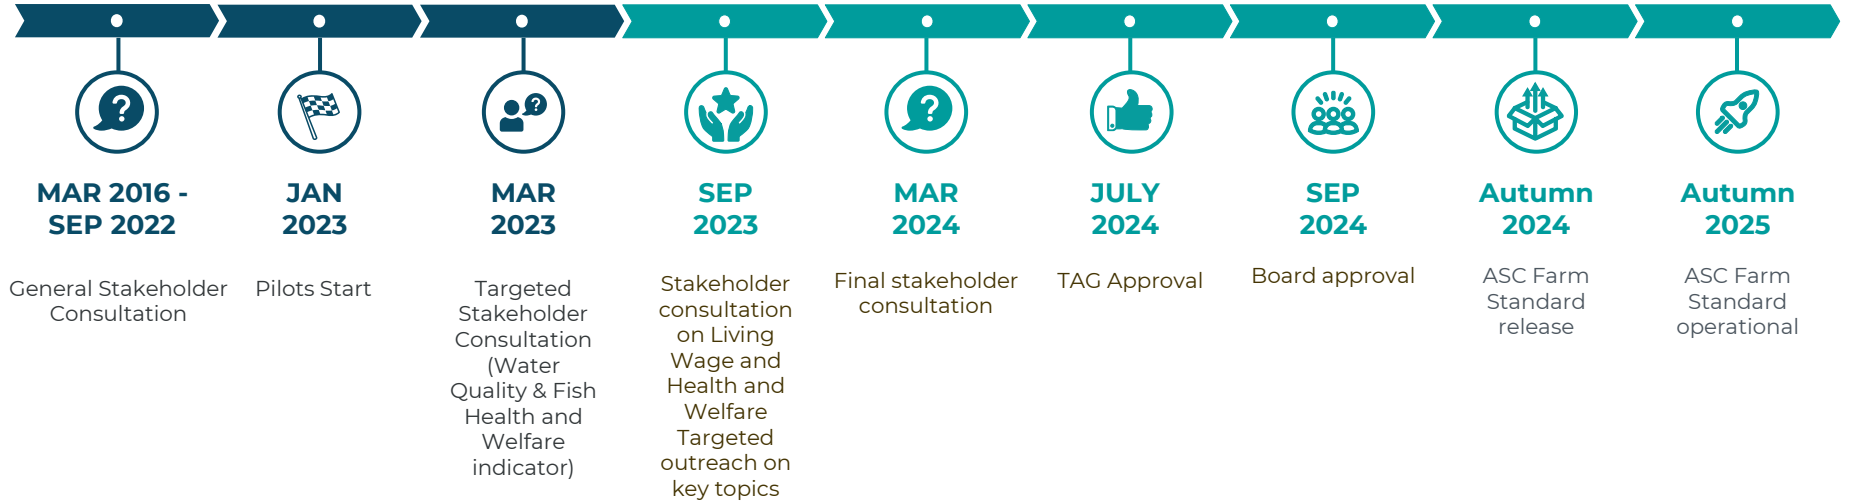 MAR 2016 -
SEP 2022
General Stakeholder
Consultation
JAN
2023
Pilots Start
MAR
2023
Targeted
Stakeholder
Consultation
(Water
Quality & Fish
Health and
Welfare
indicator)
SEP
2023
Stakeholder
consultation
on Living
Wage and
Health and
Welfare
Targeted
outreach on
key topics
MAR
2024
Final stakeholder
consultation
JULY
2024
TAG Approval
SEP
2024
Board approval
Autumn
2024
ASC Farm
Standard
release
Autumn
2025
ASC Farm
Standard
operational